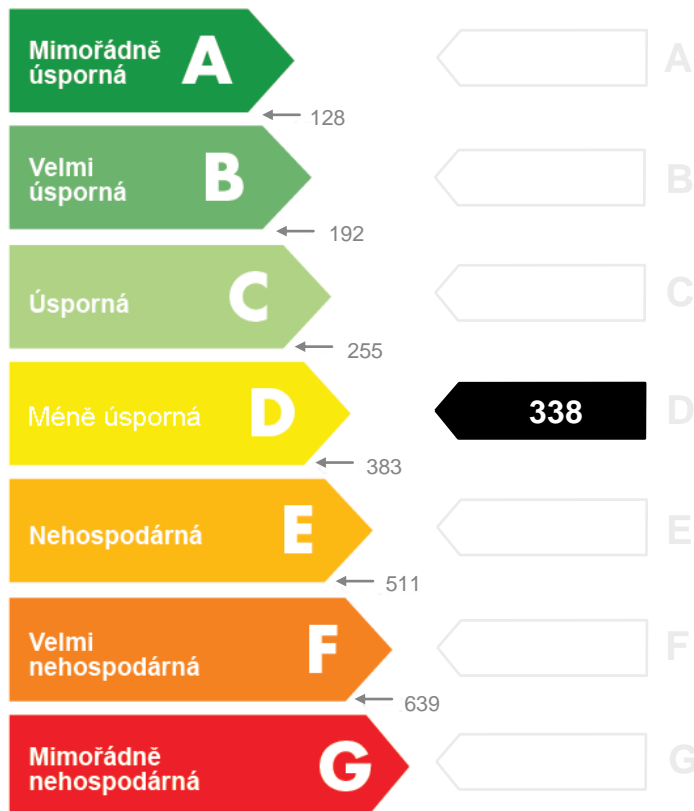 Mimořádně
úsporná
A
A
128
Velmi
úsporná
B
B
192
Úsporná
C
C
255
Méně úsporná
D
338
D
383
Nehospodárná
E
E
511
Velmi
nehospodárná
F
F
639
Mimořádně
nehospodárná
G
G